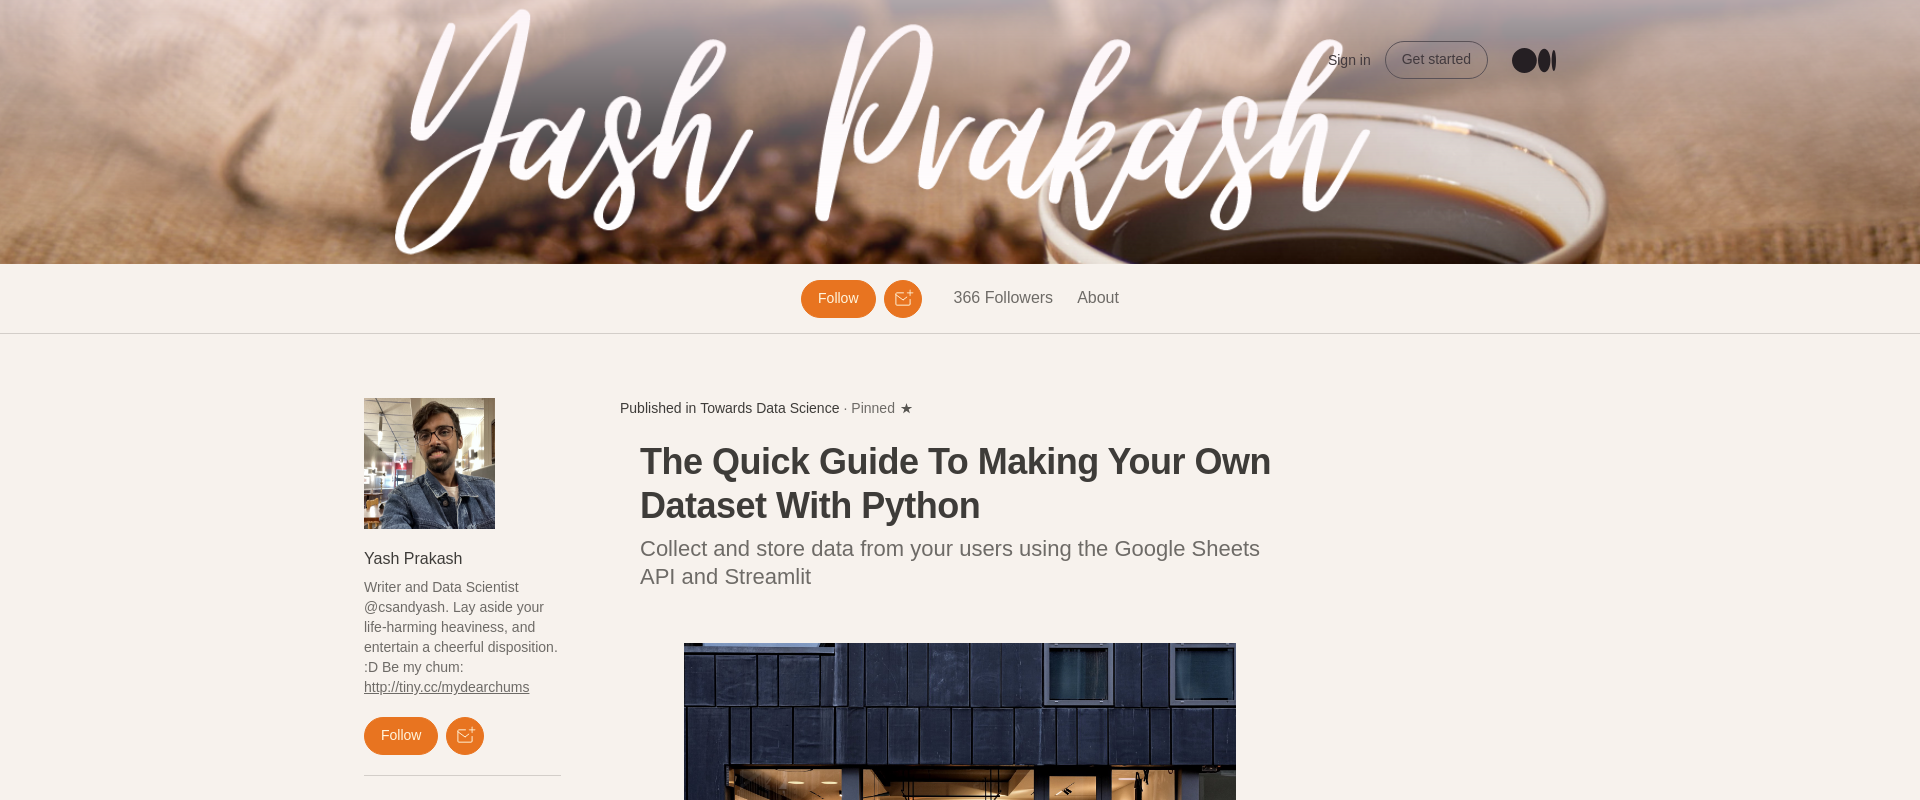 Yash Prakash
Sign in
Get started
Follow
366 Followers
About
Published in Towards Data Science · Pinned ★
The Quick Guide To Making Your Own
Dataset With Python
Collect and store data from your users using the Google Sheets
API and Streamlit
Yash Prakash
Writer and Data Scientist
@csandyash. Lay aside your
life-harming heaviness, and
entertain a cheerful disposition.
:D Be my chum:
http://tiny.cc/mydearchums
Follow